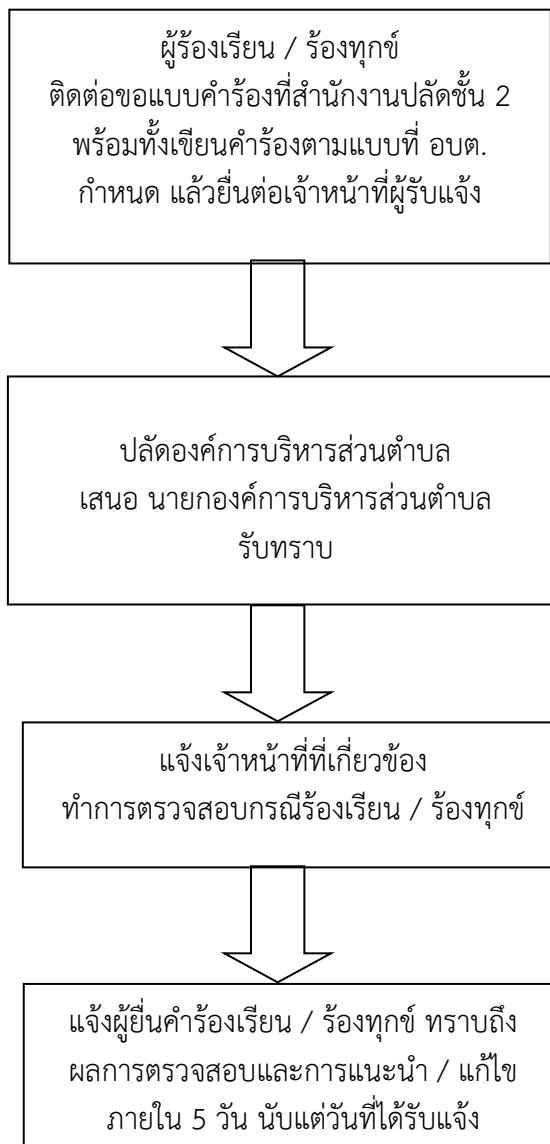 ผู้ร้องเรียน / ร้องทุกข์
ติดต่อขอแบบคำร้องที่สำนักงานปลัดชั้น 2
พร้อมทั้งเขียนคำร้องตามแบบที่ อบต.
กำหนด แล้วยื่นต่อเจ้าหน้าที่ผู้รับแจ้ง
ปลัดองค์การบริหารส่วนตำบล
เสนอ นายกองค์การบริหารส่วนตำบล
รับทราบ
แจ้งเจ้าหน้าที่ที่เกี่ยวข้อง
ทำการตรวจสอบกรณีร้องเรียน / ร้องทุกข์
แจ้งผู้ยื่นคำร้องเรียน / ร้องทุกข์ ทราบถึง
ผลการตรวจสอบและการแนะนำ / แก้ไข
ภายใน 5 วัน นับแต่วันที่ได้รับแจ้ง